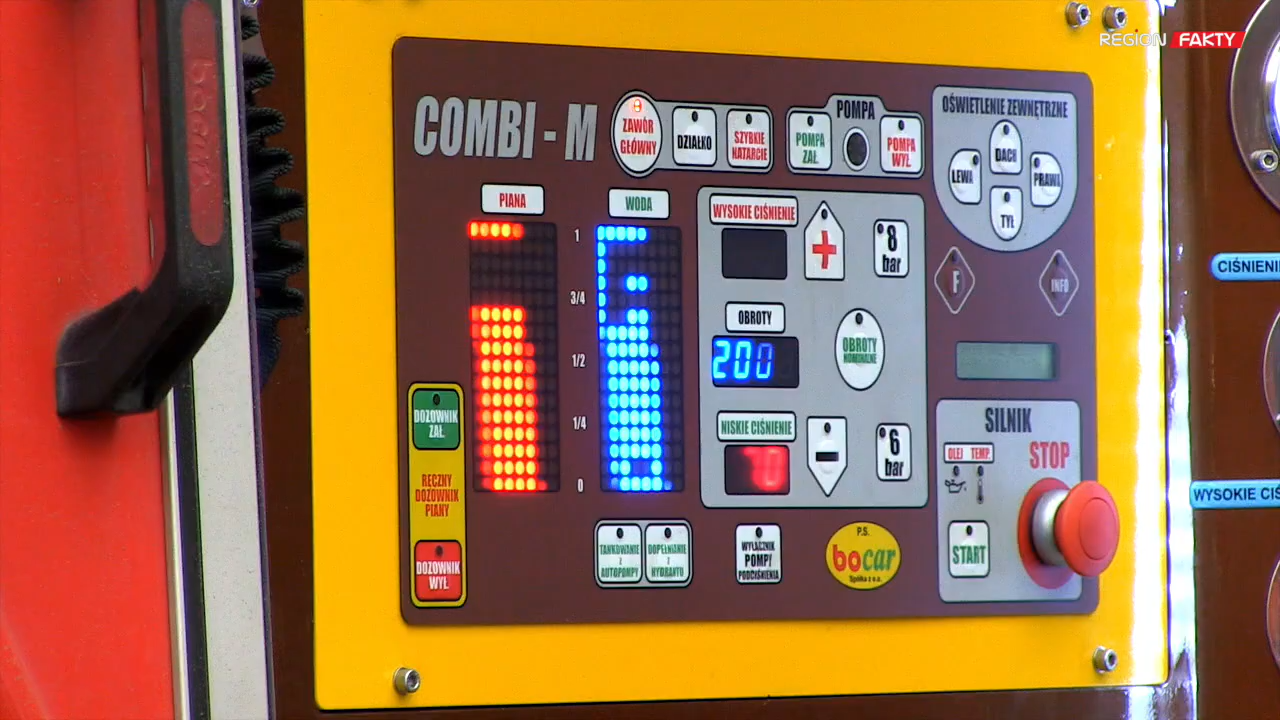 REGION FAKTY
bocar
COMBI - M
ZAWÓR
GŁÓWNY
DZIAŁKO
SZYBKIE
NATARCIE
POMPA
POMPA
ZAŁ.
POMPA
WYŁ.
OŚWIETLENIE ZEWNĘTRZNE
DACH
LEWA
PRAWA
TYŁ
PIANA
WODA
1
3/4
1/2
1/4
0
WYSOKIE CIŚNIENIE
8
bar
OBROTY
200
OBROTY
NOMINALNE
NISKIE CIŚNIENIE
6
bar
F
INFO
CIŚNIENI
WYSOKIE CIŚ
SILNIK
OLEJ TEMP.
STOP
START
DOZOWNIK
ZAŁ.
RĘCZNY
DOZOWNIK
PIANY
DOZOWNIK
WYŁ.
TANKOWANIE
Z
AUTOPOMPY
DOPEŁNIANIE
Z
HYDRANTU
WYŁĄCZNIK
POMPY
PODCIŚNIENIA
P.S.
bocar
Spółka z o.o.